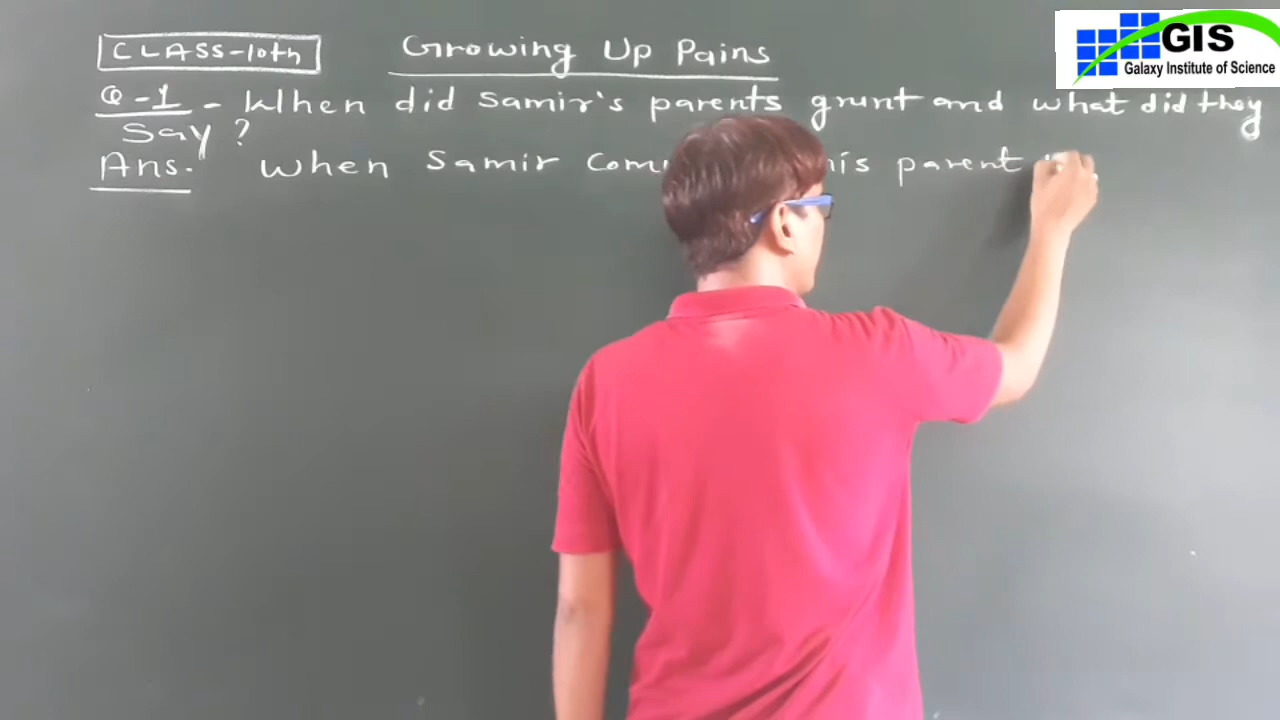 GIS
Galaxy Institute of Science
CLASS-10th Growing Up Pains
Q-1 - When did Samir's parents grunt and what did they
Say ?
Ans. When Samir his parent